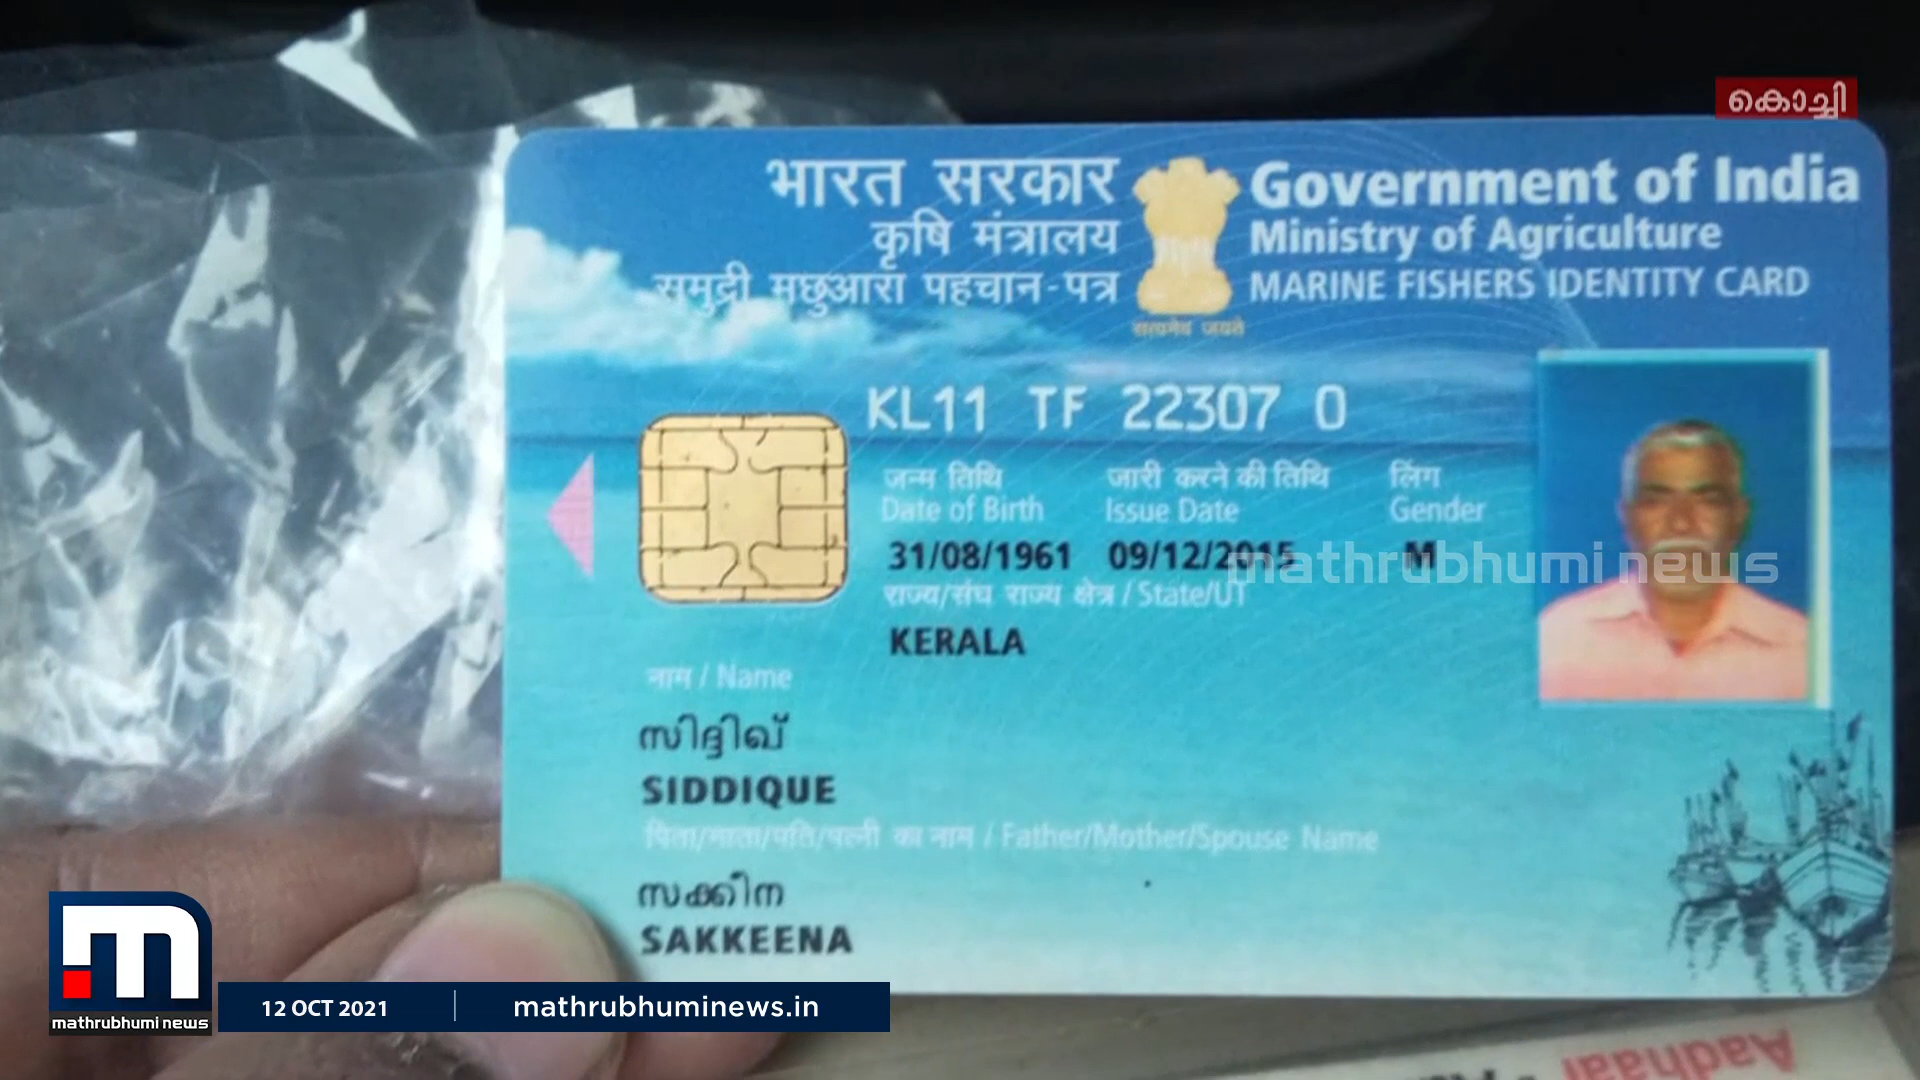 കൊച്ചി
भारत सरकार
कृषि मंत्रालय
समुद्री मछुआरा पहचान-पत्र
सत्यमेव जयते
Government of India
Ministry of Agriculture
MARINE FISHERS IDENTITY CARD
KL11 TF 22307 0
जन्म तिथि जारी करने की तिथि लिंग
Date of Birth Issue Date Gender
31/08/1961 09/12/2015 M
mathrubhumi news
राज्य/संघ राज्य क्षेत्र / State/UT
KERALA
नाम / Name
സിദ്ദിഖ്
SIDDIQUE
पिता/माता/पति/पत्नी का नाम / Father/Mother/Spouse Name
സക്കീന
SAKKEENA
mathrubhumi news
12 OCT 2021 mathrubhuminews.in
Aadhaar